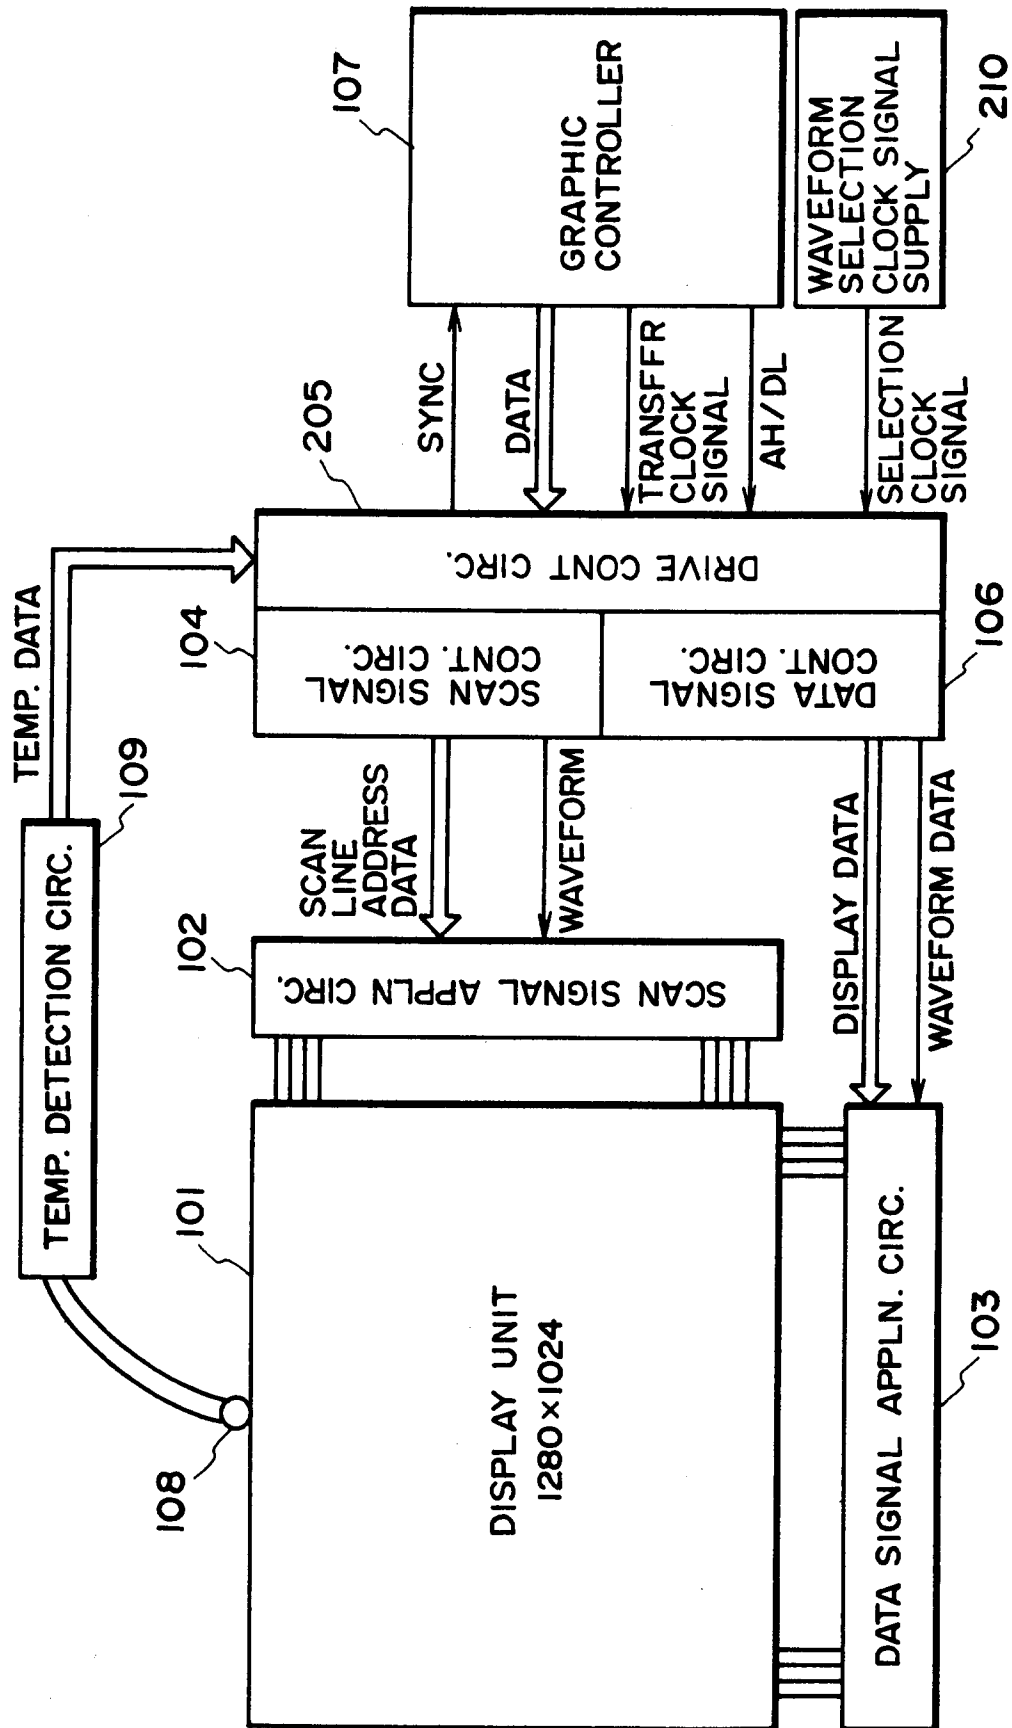 TEMP. DATA
TEMP. DETECTION CIRC.
109
108
101
DISPLAY UNIT
1280×1024
102
SCAN SIGNAL APPLN CIRC.
SCAN
LINE
ADDRESS
DATA
WAVEFORM
104
SCAN SIGNAL
CONT. CIRC.
205
DRIVE CONT CIRC.
DATA SIGNAL
CONT. CIRC.
106
DISPLAY DATA
WAVEFORM DATA
DATA SIGNAL APPLN. CIRC.
103
SYNC
DATA
TRANSFFR
CLOCK
SIGNAL
AH/DL
SELECTION
CLOCK
SIGNAL
107
GRAPHIC
CONTROLLER
WAVEFORM
SELECTION
CLOCK SIGNAL
SUPPLY
210